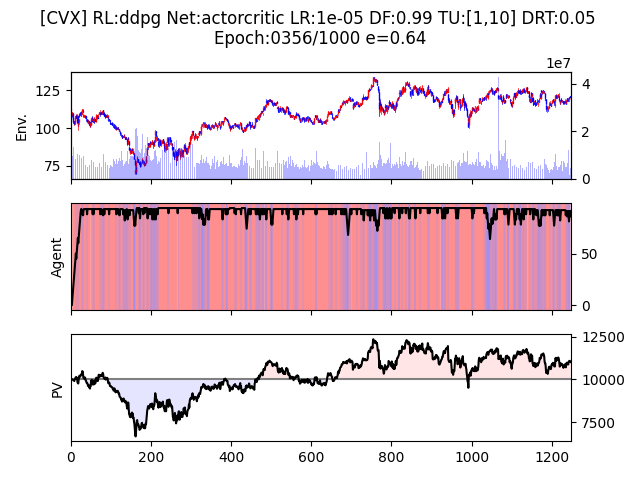 [CVX] RL:ddpg Net:actorcritic LR:1e-05 DF:0.99 TU:[1,10] DRT:0.05
Epoch:0356/1000 e=0.64
1e7
125
100
75
Env.
4
2
0
Agent
50
0
PV
12500
10000
7500
0 200 400 600 800 1000 1200